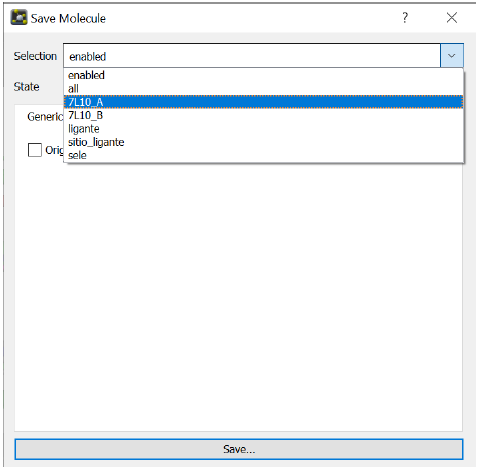 Save Molecule
?
Selection
enabled
enabled
all
7L10_A
State
7L10_B
Generic
ligante
sitio_ligante
Orig
sele
Save...